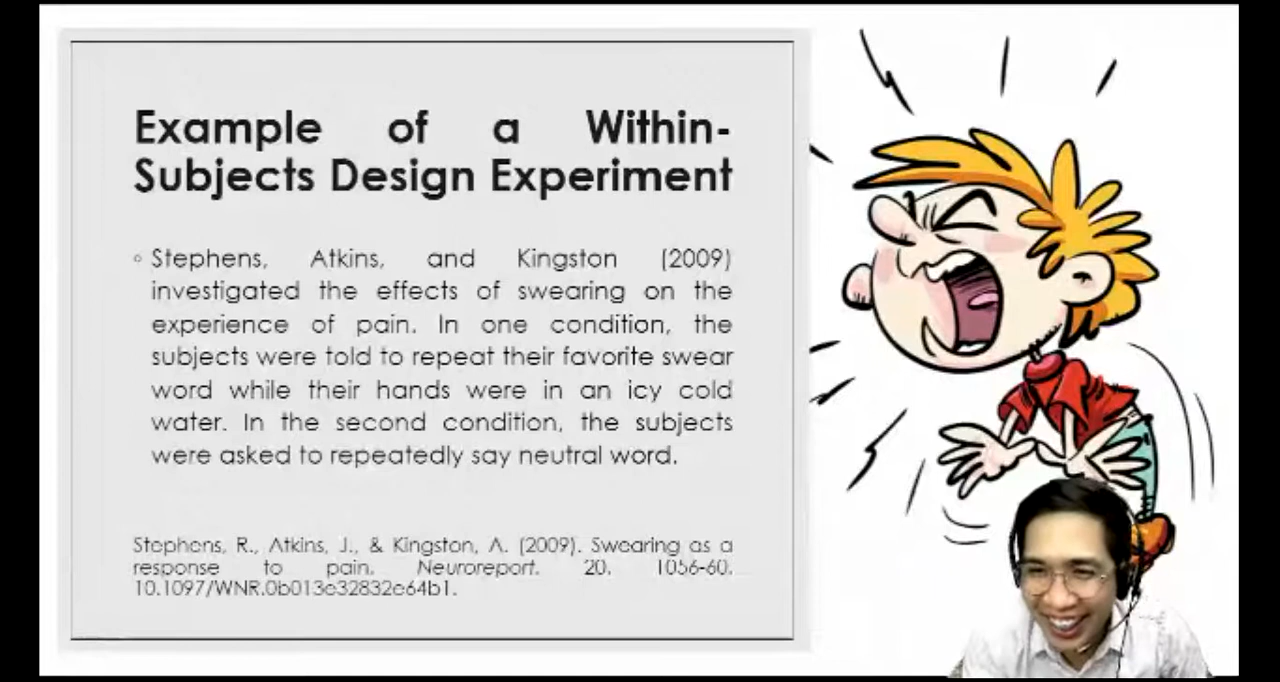 Example of a Within-
Subjects Design Experiment
Stephens, Atkins, and Kingston (2009)
investigated the effects of swearing on the
experience of pain. In one condition, the
subjects were told to repeat their favorite swear
word while their hands were in an icy cold
water. In the second condition, the subjects
were asked to repeatedly say neutral word.
Stephens, R., Atkins, J., & Kingston, A. (2009). Swearing as a
response to pain. Neuroreport. 20. 1056-60.
10.1097/WNR.0b013e32832e64b1.